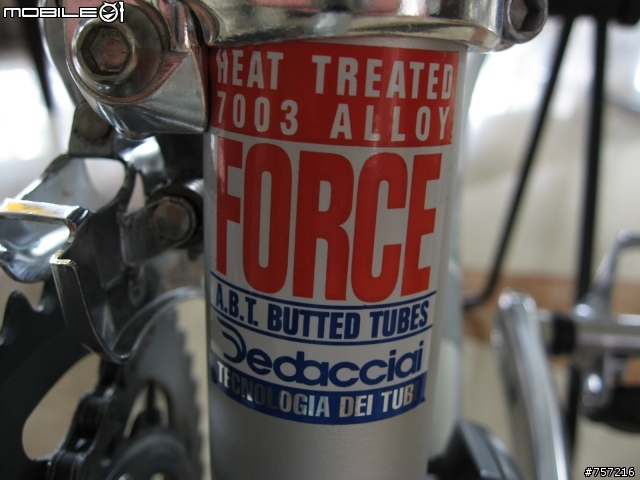 MOBILE01
HEAT TREATED
7003 ALLOY
FORCE
A.B.T. BUTTED TUBES
Dedacciai
TECNOLOGIA DEI TUBI
#757216